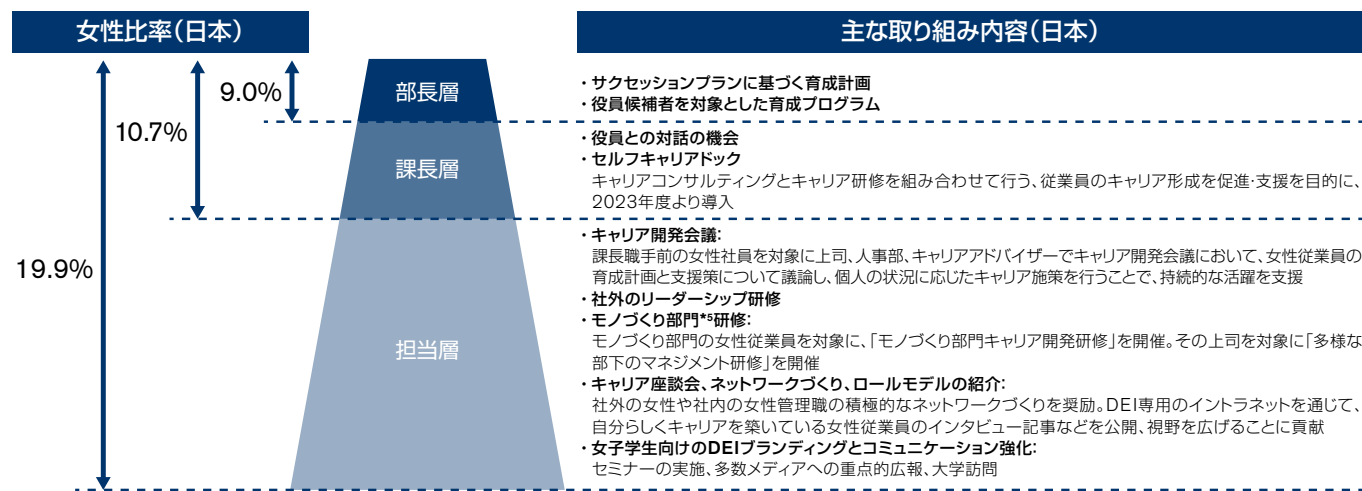 女性比率（日本）
主な取り組み内容（日本）
9.0%
10.7%
19.9%
部長層
課長層
担当層
・サクセッションプランに基づく育成計画
・役員候補者を対象とした育成プログラム
・役員との対話の機会
・セルフキャリアドック
キャリアコンサルティングとキャリア研修を組み合わせて行う、従業員のキャリア形成を促進・支援を目的に、
2023年度より導入
・キャリア開発会議：
課長職手前の女性社員を対象に上司、人事部、キャリアアドバイザーでキャリア開発会議において、女性従業員の
育成計画と支援策について議論し、個人の状況に応じたキャリア施策を行うことで、持続的な活躍を支援
・社外のリーダーシップ研修
・モノづくり部門*5研修：
モノづくり部門の女性従業員を対象に、「モノづくり部門キャリア開発研修」を開催。その上司を対象に「多様な
部下のマネジメント研修」を開催
・キャリア座談会、ネットワークづくり、ロールモデルの紹介：
社外の女性や社内の女性管理職の積極的なネットワークづくりを奨励。DEI専用のイントラネットを通じて、
自分らしくキャリアを築いている女性従業員のインタビュー記事などを公開、視野を広げることに貢献
・女子学生向けのDEIブランディングとコミュニケーション強化：
セミナーの実施、多数メディアへの重点的広報、大学訪問